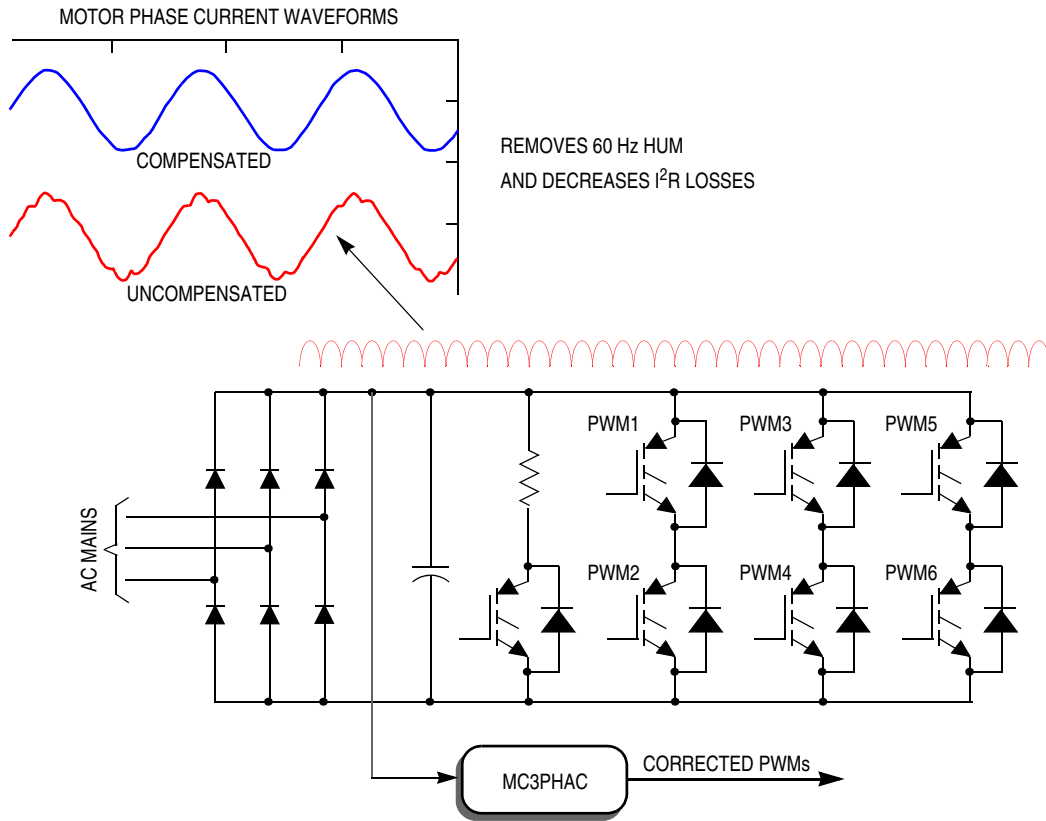 MOTOR PHASE CURRENT WAVEFORMS
COMPENSATED
REMOVES 60 Hz HUM
AND DECREASES I²R LOSSES
UNCOMPENSATED
PWM1
PWM3
PWM5
AC MAINS
PWM2
PWM4
PWM6
MC3PHAC
CORRECTED PWMs